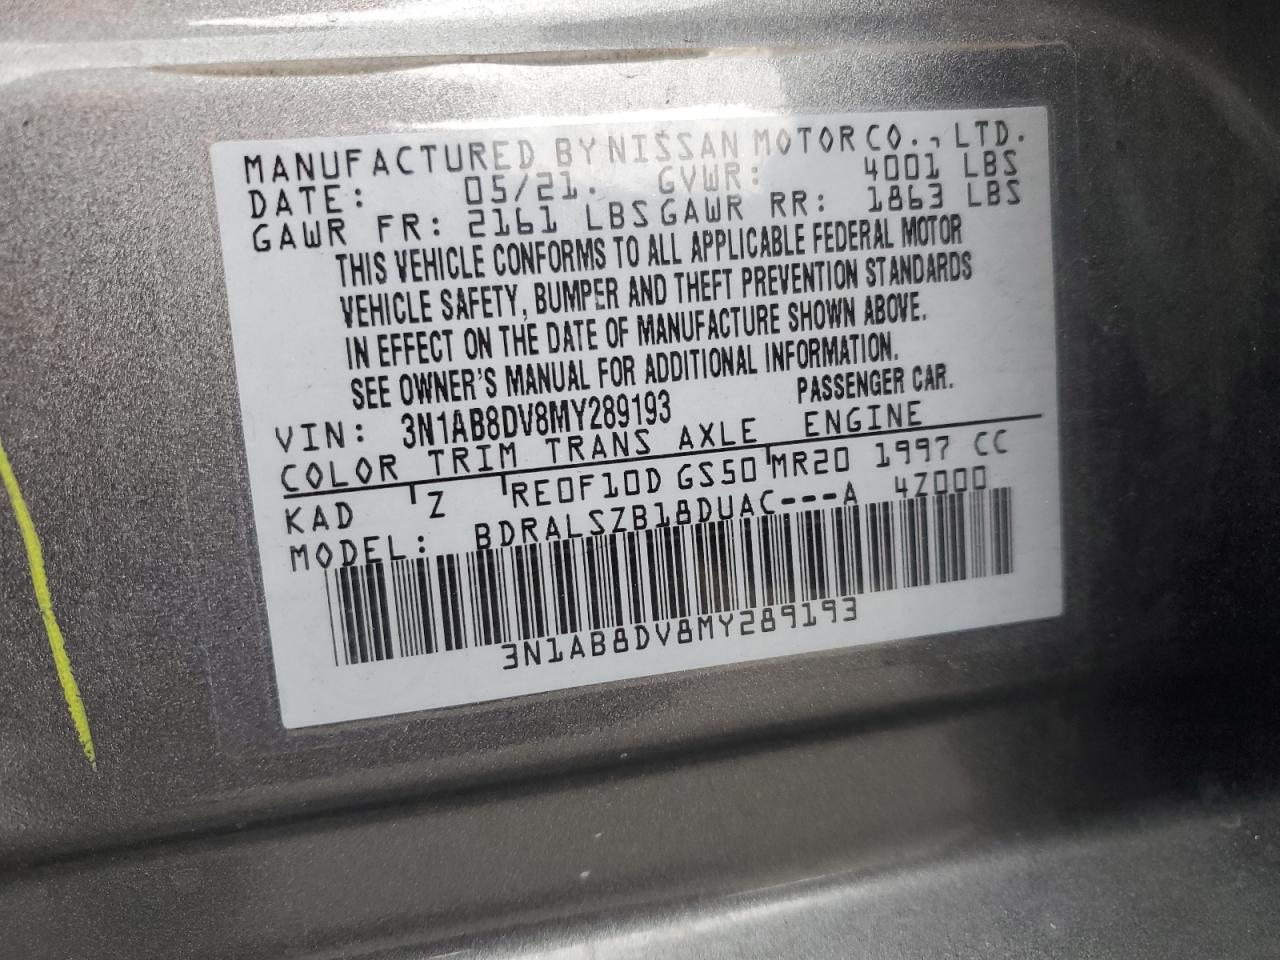 MANUFACTURED BY NISSAN MOTOR CO., LTD.
DATE: 05/21. GVWR: 4001 LBS
GAWR FR: 2161 LBS GAWR RR: 1863 LBS
THIS VEHICLE CONFORMS TO ALL APPLICABLE FEDERAL MOTOR
VEHICLE SAFETY, BUMPER AND THEFT PREVENTION STANDARDS
IN EFFECT ON THE DATE OF MANUFACTURE SHOWN ABOVE.
SEE OWNER'S MANUAL FOR ADDITIONAL INFORMATION.
PASSENGER CAR.
VIN: 3N1AB8DV8MY289193
COLOR TRIM TRANS AXLE ENGINE
KAD Z RE0F10D GS50 MR20 1997 CC
MODEL: BDRALSZB18DUAC---A 4Z000
3N1AB8DV8MY289193